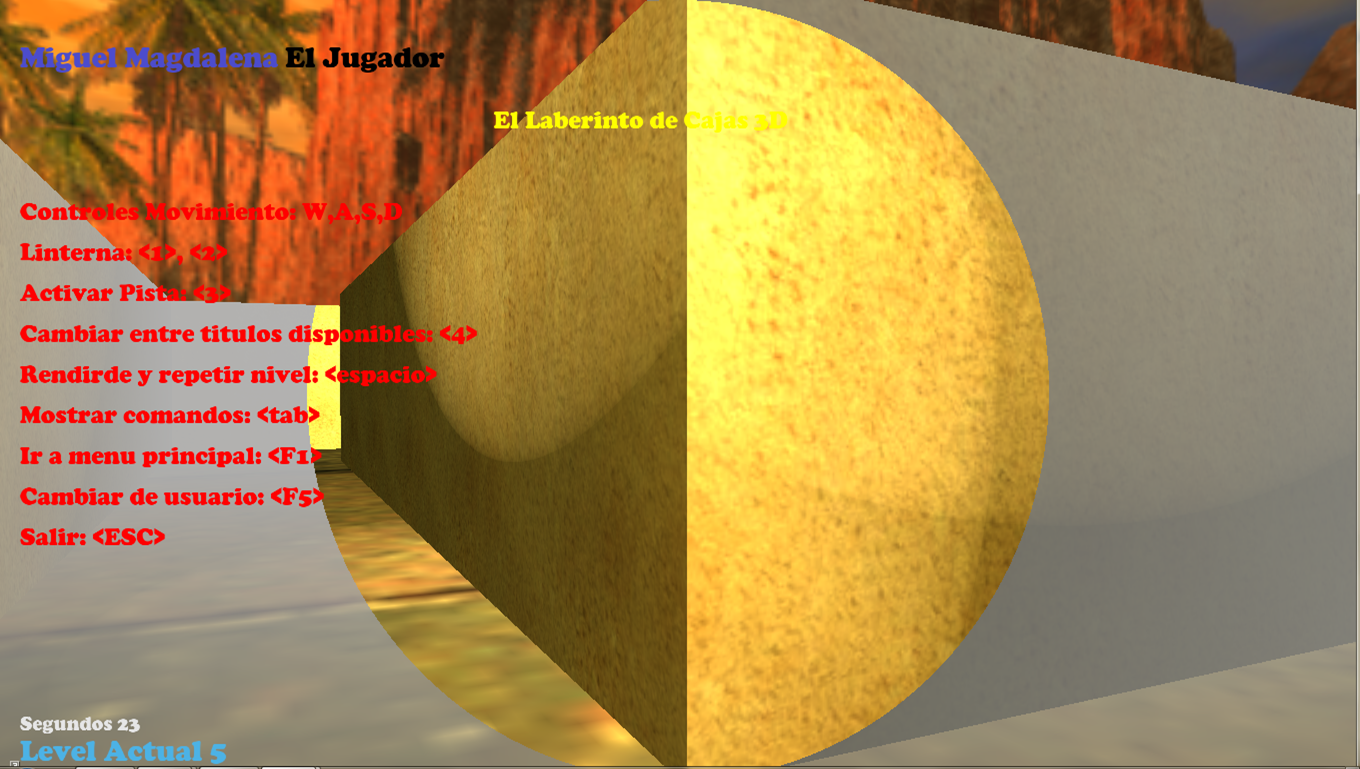 Miguel Magdalena El Jugador
El Laberinto de Cajas 3D
Controles Movimiento: W,A,S,D
Linterna: <1>, <2>
Activar Pista: <3>
Cambiar entre titulos disponibles: <4>
Rendirde y repetir nivel: <espacio>
Mostrar comandos: <tab>
Ir a menu principal: <F1>
Cambiar de usuario: <F5>
Salir: <ESC>
Segundos 23
Level Actual 5